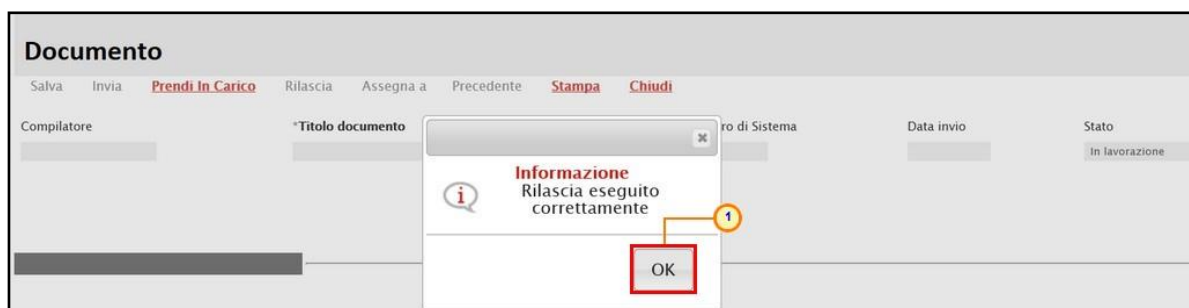 Documento
Salva Invia Prendi In Carico Rilascia Assegna a Precedente Stampa Chiudi
Compilatore *Titolo documento ro di Sistema Data invio Stato
In lavorazione
Informazione
Rilascia eseguito
correttamente
1
OK